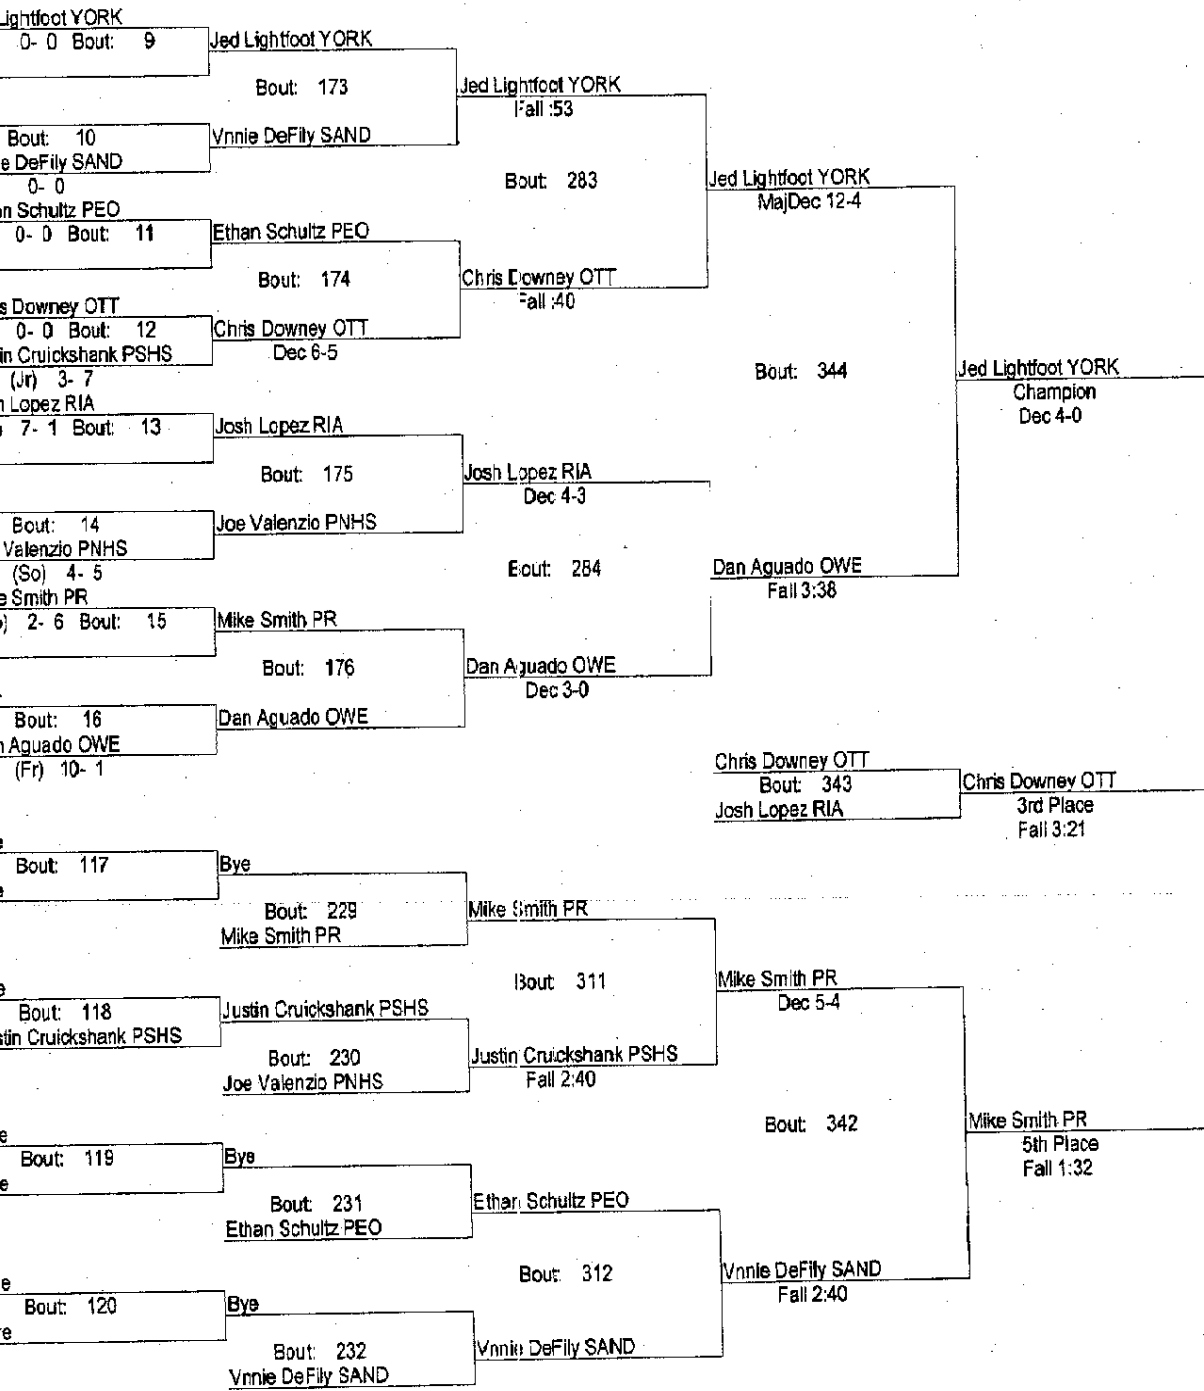 Lightfoot YORK
0- 0 Bout: 9
Jed Lightfoot YORK
Bout: 173
Jed Lightfoot YORK
Fall :53
Bout: 10
Vnnie DeFily SAND
e DeFily SAND
0- 0
Bout: 283
Jed Lightfoot YORK
MajDec 12-4
n Schultz PEO
0- 0 Bout: 11
Ethan Schultz PEO
Bout: 174
Chris Downey OTT
Fall :40
s Downey OTT
0- 0 Bout: 12
Chris Downey OTT
Dec 6-5
in Cruickshank PSHS
(Jr) 3- 7
Bout: 344
Jed Lightfoot YORK
Champion
Dec 4-0
n Lopez RIA
7- 1 Bout: 13
Josh Lopez RIA
Bout: 175
Josh Lopez RIA
Dec 4-3
Bout: 14
Joe Valenzio PNHS
Valenzio PNHS
(So) 4- 5
Bout: 284
Dan Aguado OWE
Fall 3:38
e Smith PR
) 2- 6 Bout: 15
Mike Smith PR
Bout: 176
Dan Aguado OWE
Dec 3-0
Bout: 16
Dan Aguado OWE
n Aguado OWE
(Fr) 10- 1
Chris Downey OTT
Bout: 343
Josh Lopez RIA
Chris Downey OTT
3rd Place
Fall 3:21
e
Bout: 117
e
Bye
Bout: 229
Mike Smith PR
Mike Smith PR
Bout: 311
Mike Smith PR
Dec 5-4
e
Bout: 118
stin Cruickshank PSHS
Justin Cruickshank PSHS
Bout: 230
Joe Valenzio PNHS
Justin Cruickshank PSHS
Fall 2:40
Bout: 342
Mike Smith PR
5th Place
Fall 1:32
e
Bout: 119
e
Bye
Bout: 231
Ethan Schultz PEO
Ethan Schultz PEO
Bout: 312
Vnnie DeFily SAND
Fall 2:40
e
Bout: 120
e
Bye
Bout: 232
Vnnie DeFily SAND
Vnnie DeFily SAND